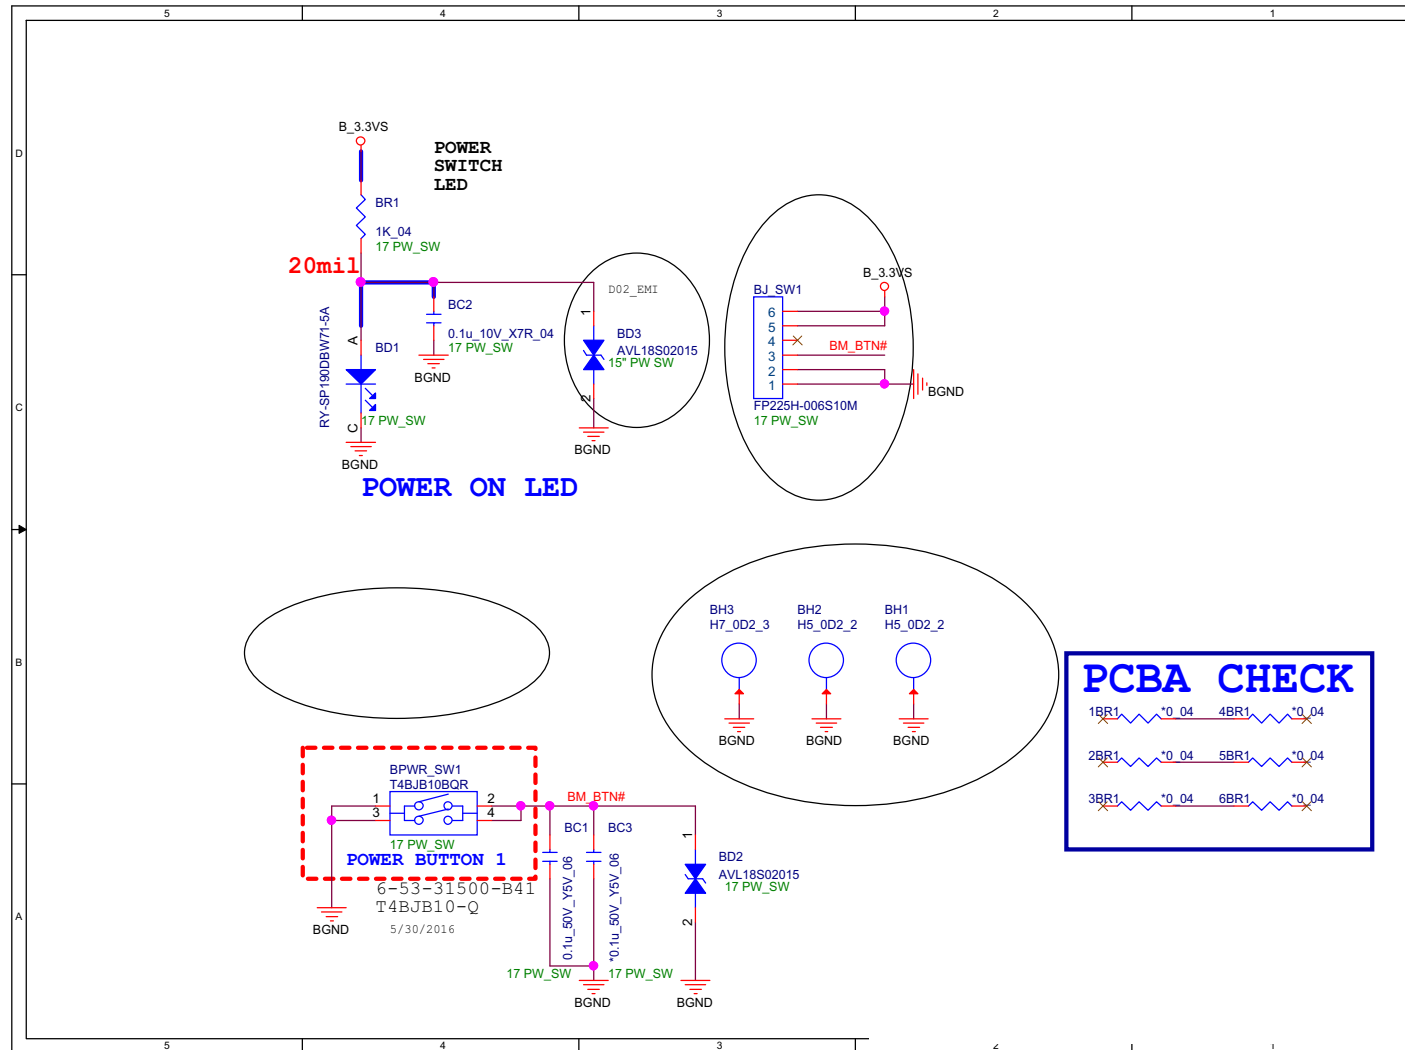 5 4 3 2 1
D
B_3.3VS
POWER
SWITCH
LED
BR1
1K_04
17 PW_SW
20mil
BC2
0.1u_10V_X7R_04
17 PW_SW
BGND
RY-SP190DBW71-5A
A
BD1
C
17 PW_SW
BGND
D02_EMI
1
BD3
AVL18S02015
15" PW SW
2
BGND
POWER ON LED
B_3.3VS
BJ_SW1
6
5
4
3
2
1
BM_BTN#
BGND
FP225H-006S10M
17 PW_SW
C
B
BH3
H7_0D2_3
BGND
BH2
H5_0D2_2
BGND
BH1
H5_0D2_2
BGND
PCBA CHECK
1BR1 *0_04 4BR1 *0_04
2BR1 *0_04 5BR1 *0_04
3BR1 *0_04 6BR1 *0_04
BPWR_SW1
T4BJB10BQR
1 2
3 4
17 PW_SW
POWER BUTTON 1
6-53-31500-B41
T4BJB10-Q
5/30/2016
BGND
BM_BTN#
BC1
0.1u_50V_Y5V_06
17 PW_SW
BC3
*0.1u_50V_Y5V_06
17 PW_SW
BGND
1
BD2
AVL18S02015
17 PW_SW
2
BGND
A
5 4 3